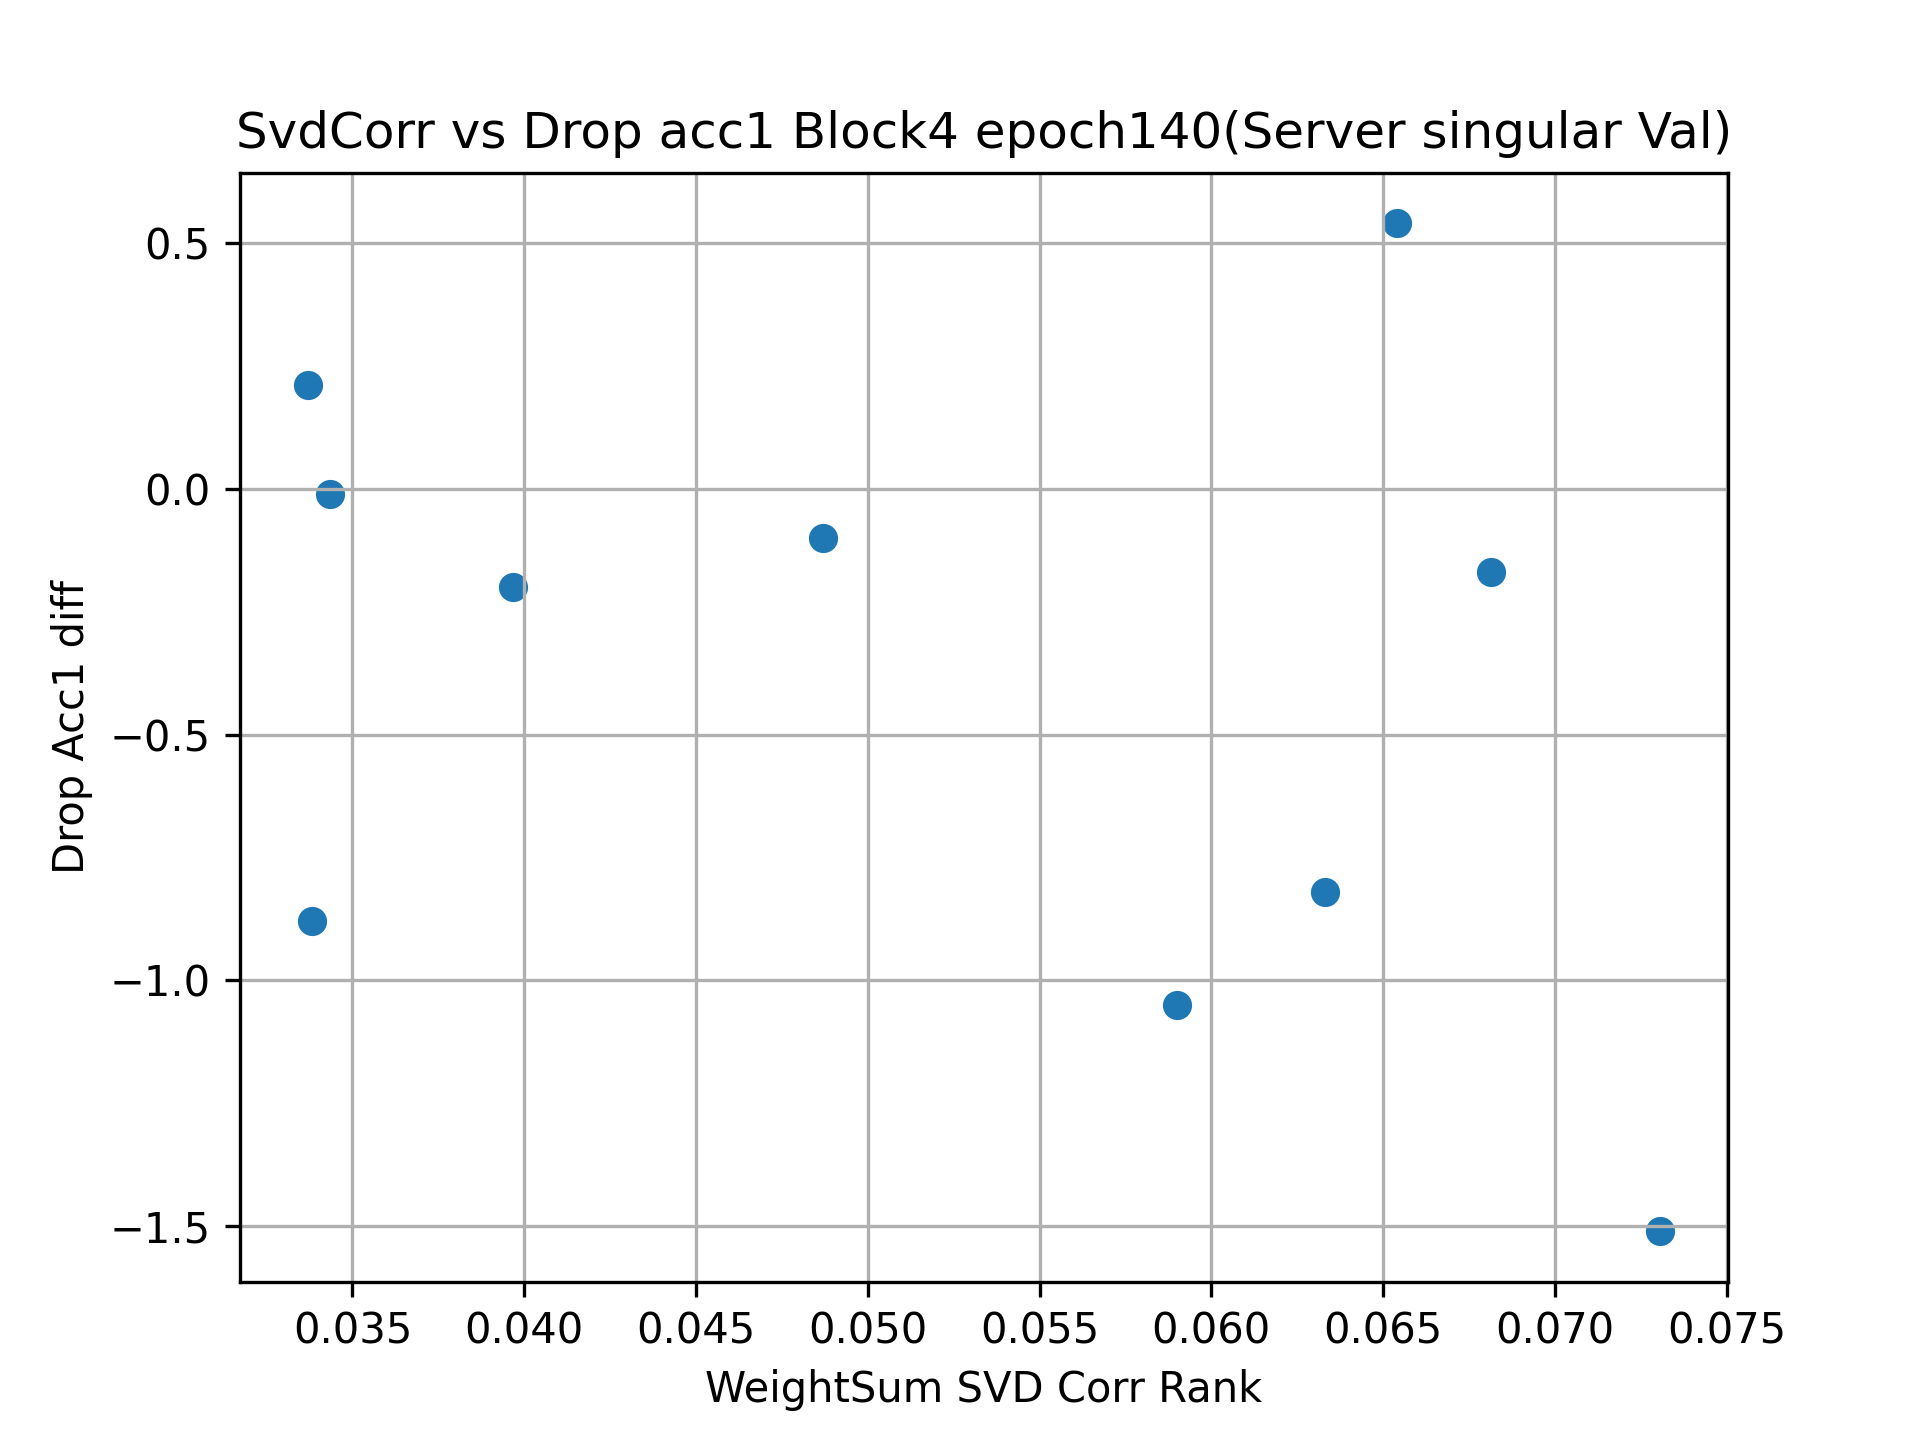 SvdCorr vs Drop acc1 Block4 epoch140(Server singular Val)
0.5
0.0
−0.5
−1.0
−1.5
Drop Acc1 diff
0.035 0.040 0.045 0.050 0.055 0.060 0.065 0.070 0.075
WeightSum SVD Corr Rank